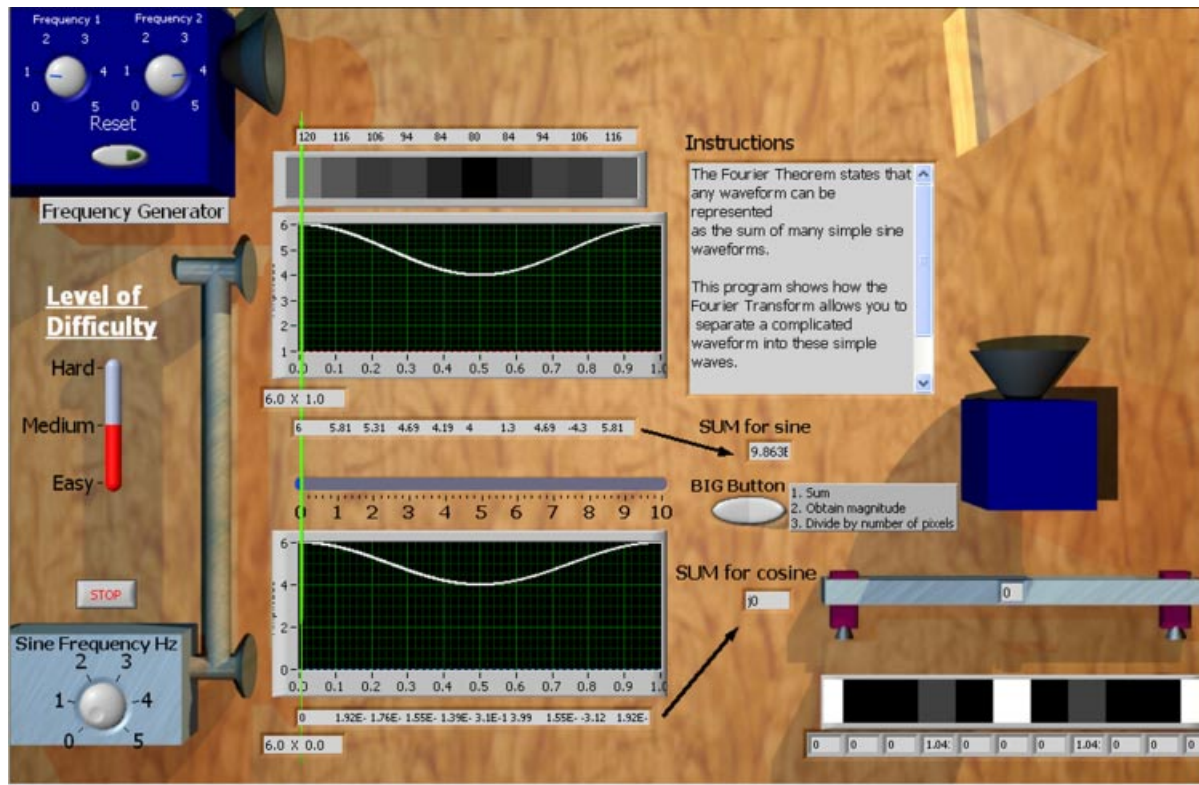 Frequency 1 Frequency 2
2 3 2 3
1 4 1 4
0 5 0 5
Reset
Frequency Generator
Level of
Difficulty
Hard
Medium
Easy
STOP
Sine Frequency Hz
2 3
1 4
0 5
120 116 106 94 84 80 84 94 106 116
6
5
4
3
2
1
0.0 0.1 0.2 0.3 0.4 0.5 0.6 0.7 0.8 0.9 1.0
6.0 X 1.0
6 5.81 5.31 4.69 4.19 4 1.3 4.69 -4.3 5.81
0 1 2 3 4 5 6 7 8 9 10
6
4
2
0
0.0 0.1 0.2 0.3 0.4 0.5 0.6 0.7 0.8 0.9 1.0
0 1.92E- 1.76E- 1.55E- 1.39E- 3.1E-1 3.99 1.55E- -3.12 1.92E-
6.0 X 0.0
Instructions
The Fourier Theorem states that
any waveform can be
represented
as the sum of many simple sine
waveforms.
This program shows how the
Fourier Transform allows you to
separate a complicated
waveform into these simple
waves.
SUM for sine
9.863E
BIG Button
1. Sum
2. Obtain magnitude
3. Divide by number of pixels
SUM for cosine
j0
0
0 0 0 1.04: 0 0 0 1.04: 0 0 0